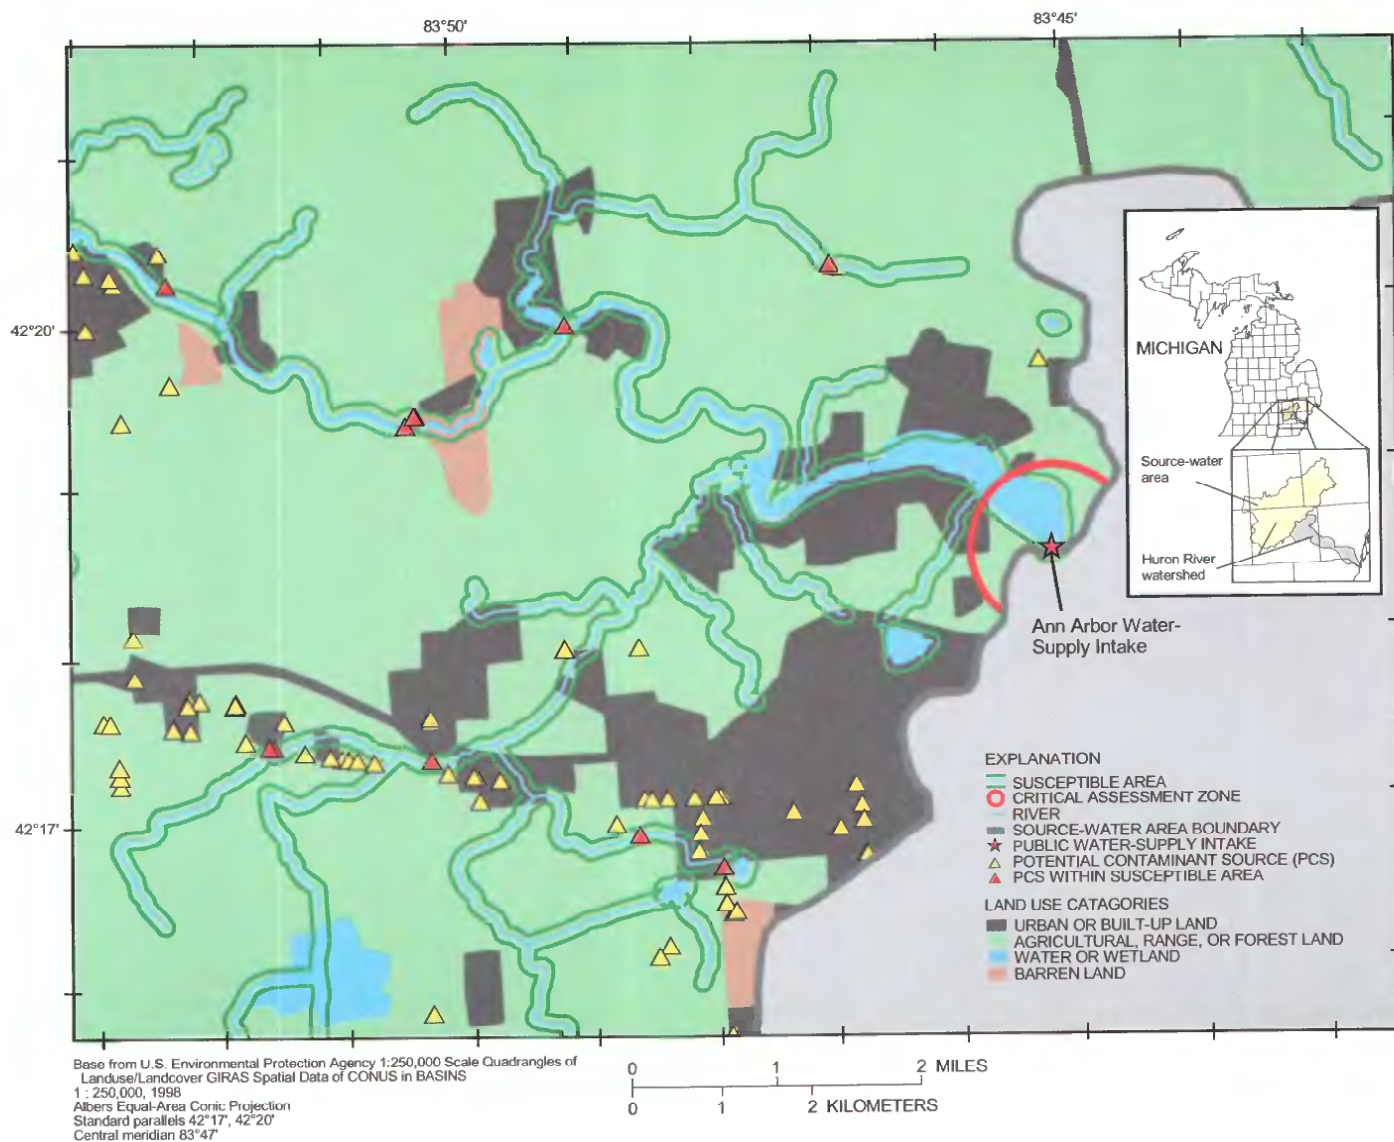 83°50'
83°45'
42°20'
42°17'
MICHIGAN
Source-water
area
Huron River
watershed
Ann Arbor Water-
Supply Intake
EXPLANATION
SUSCEPTIBLE AREA
CRITICAL ASSESSMENT ZONE
RIVER
SOURCE-WATER AREA BOUNDARY
PUBLIC WATER-SUPPLY INTAKE
POTENTIAL CONTAMINANT SOURCE (PCS)
PCS WITHIN SUSCEPTIBLE AREA
LAND USE CATAGORIES
URBAN OR BUILT-UP LAND
AGRICULTURAL, RANGE, OR FOREST LAND
WATER OR WETLAND
BARREN LAND
Base from U.S. Environmental Protection Agency 1:250,000 Scale Quadrangles of
Landuse/Landcover GIRAS Spatial Data of CONUS in BASINS
1 : 250,000, 1998
Albers Equal-Area Conic Projection
Standard parallels 42°17', 42°20'
Central meridian 83°47'
0 1 2 MILES
0 1 2 KILOMETERS